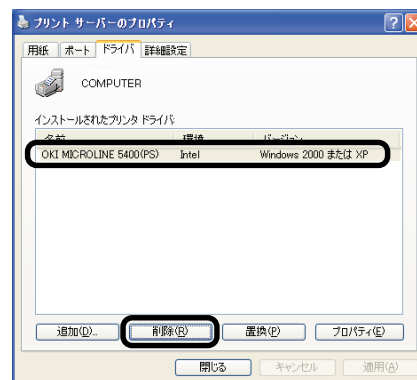 プリント サーバーのプロパティ
用紙 ポート ドライバ 詳細設定
COMPUTER
インストールされたプリンタ ドライバ:
名前 環境 バージョン
OKI MICROLINE 5400(PS) Intel Windows 2000 または XP
追加(D)... 削除(R) 置換(P) プロパティ(E)
閉じる キャンセル 適用(A)